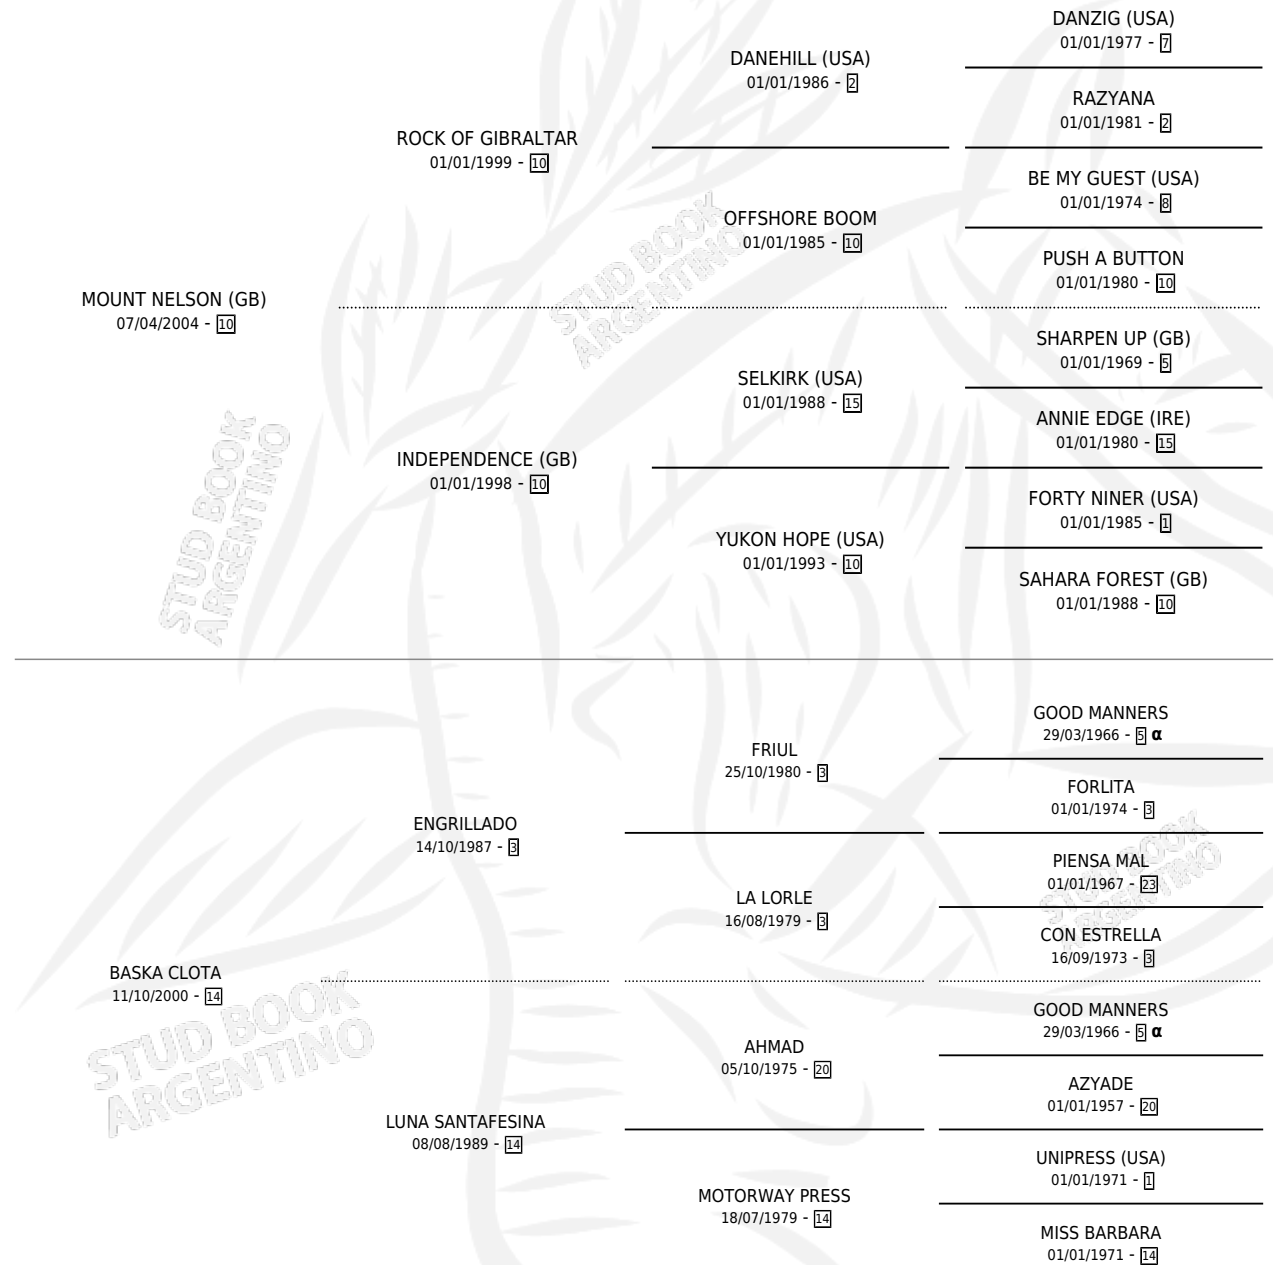 DANZIG (USA)
01/01/1977 - 7
DANEHILL (USA)
01/01/1986 - 2
RAZYANA
01/01/1981 - 2
ROCK OF GIBRALTAR
01/01/1999 - 10
BE MY GUEST (USA)
01/01/1974 - 8
OFFSHORE BOOM
01/01/1985 - 10
PUSH A BUTTON
01/01/1980 - 10
MOUNT NELSON (GB)
07/04/2004 - 10
STUD BOOK
ARGENTINO
SHARPEN UP (GB)
01/01/1969 - 5
SELKIRK (USA)
01/01/1988 - 15
ANNIE EDGE (IRE)
01/01/1980 - 15
INDEPENDENCE (GB)
01/01/1998 - 10
FORTY NINER (USA)
01/01/1985 - 1
YUKON HOPE (USA)
01/01/1993 - 10
SAHARA FOREST (GB)
01/01/1988 - 10
STUD BOOK
ARGENTINO
GOOD MANNERS
29/03/1966 - 5 α
FRIUL
25/10/1980 - 3
FORLITA
01/01/1974 - 3
ENGRILLADO
14/10/1987 - 3
PIENSA MAL
01/01/1967 - 23
LA LORLE
16/08/1979 - 3
CON ESTRELLA
16/09/1973 - 3
STUD BOOK
ARGENTINO
BASKA CLOTA
11/10/2000 - 14
STUD BOOK
ARGENTINO
GOOD MANNERS
29/03/1966 - 5 α
AHMAD
05/10/1975 - 20
AZYADE
01/01/1957 - 20
LUNA SANTAFESINA
08/08/1989 - 14
UNIPRESS (USA)
01/01/1971 - 1
MOTORWAY PRESS
18/07/1979 - 14
MISS BARBARA
01/01/1971 - 14